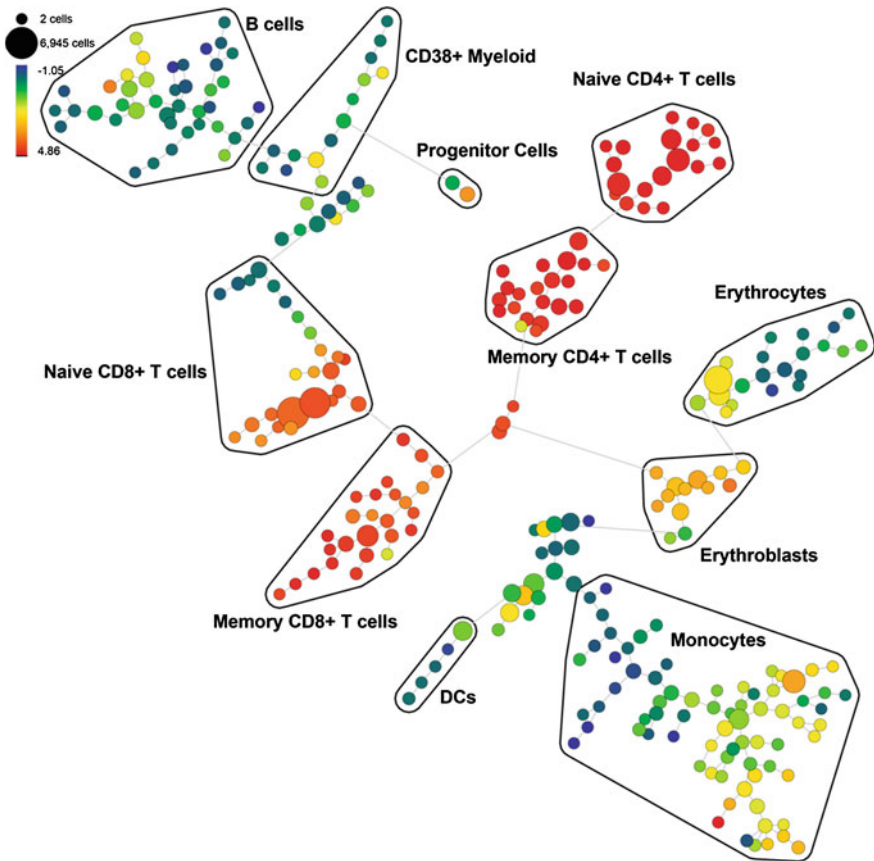 2 cells
6,945 cells
-1.05
4.86
B cells
CD38+ Myeloid
Naive CD4+ T cells
Progenitor Cells
Erythrocytes
Naive CD8+ T cells
Memory CD4+ T cells
Erythroblasts
Memory CD8+ T cells
Monocytes
DCs